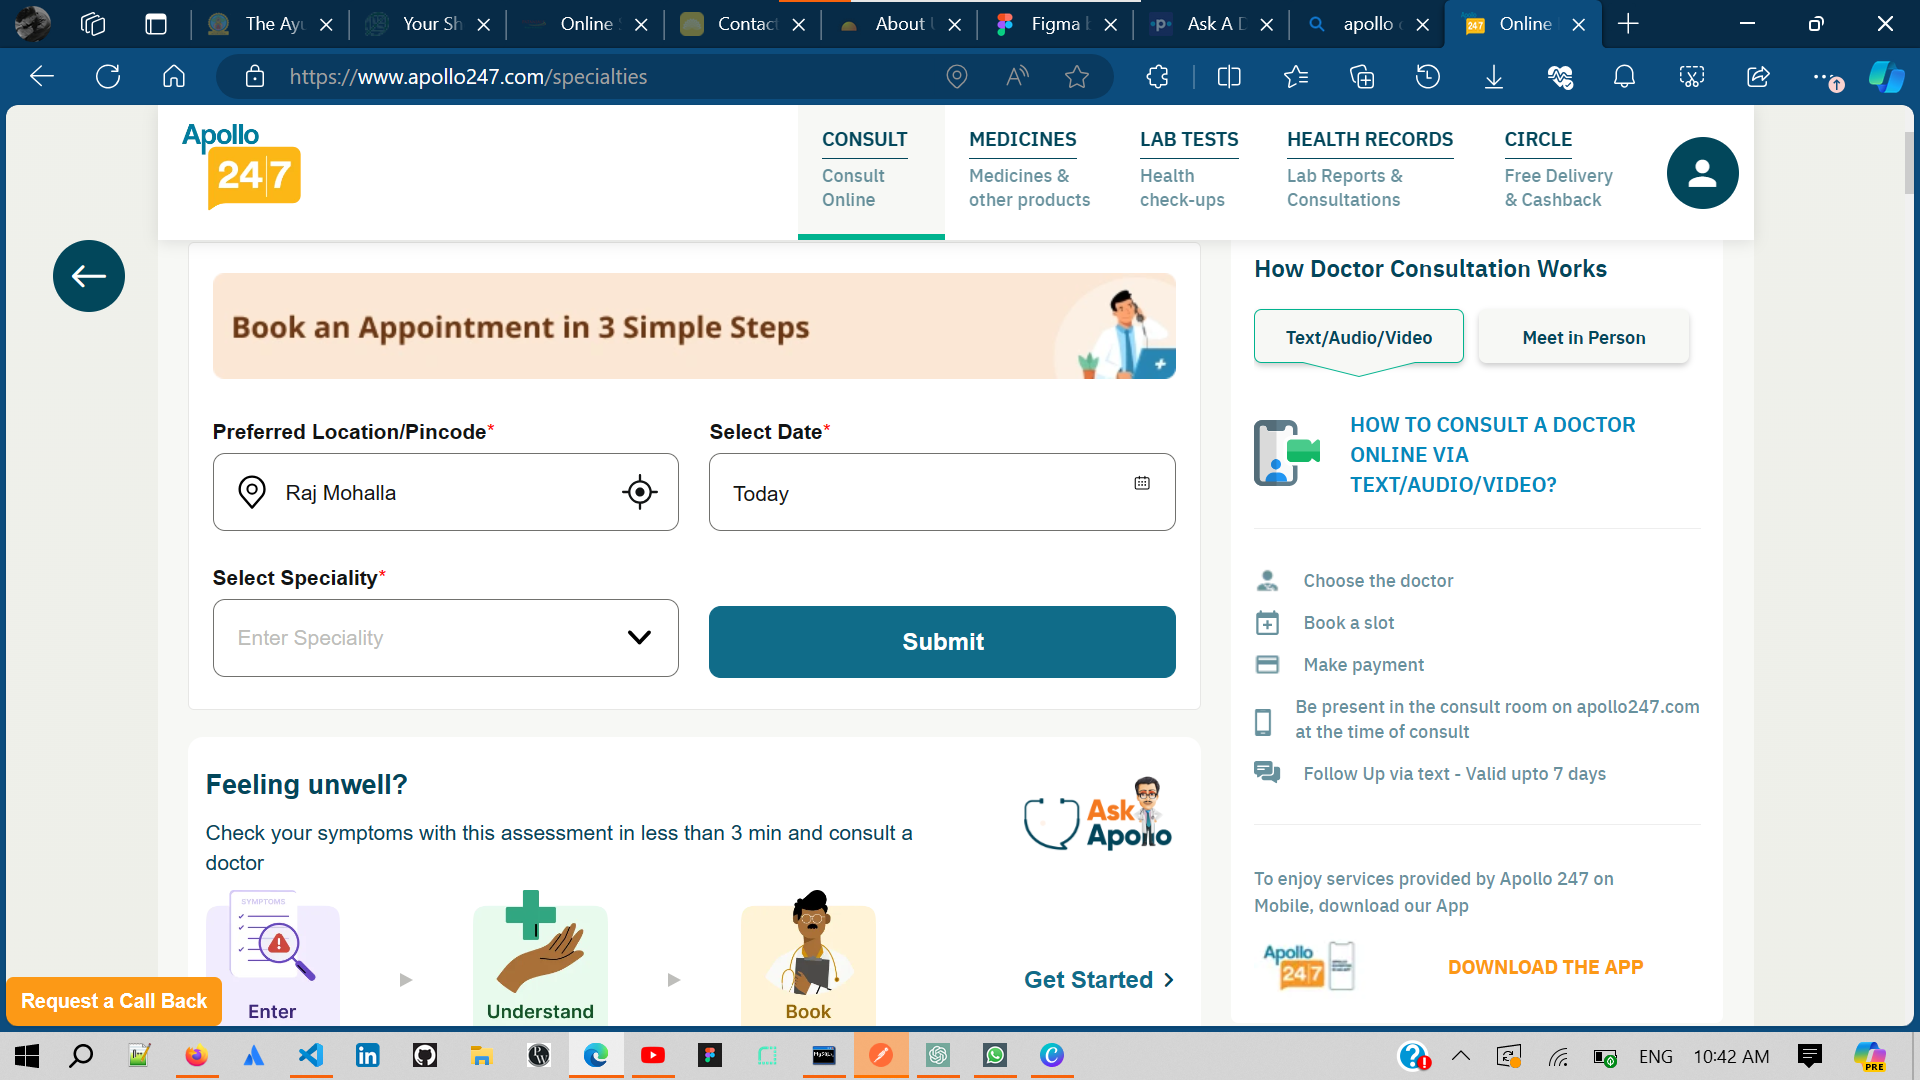 The Ayu
Your Sh
Online S
Contact
About U
Figma b
Ask A D
apollo
Online
https://www.apollo247.com/specialties
Apollo
24|7
CONSULT
Consult
Online
MEDICINES
Medicines &
other products
LAB TESTS
Health
check-ups
HEALTH RECORDS
Lab Reports &
Consultations
CIRCLE
Free Delivery
& Cashback
Book an Appointment in 3 Simple Steps
Preferred Location/Pincode*
Raj Mohalla
Select Date*
Today
Select Speciality*
Enter Speciality
Submit
Feeling unwell?
Check your symptoms with this assessment in less than 3 min and consult a
doctor
Ask
Apollo
SYMPTOMS
Enter
Understand
Book
Get Started
Request a Call Back
How Doctor Consultation Works
Text/Audio/Video
Meet in Person
HOW TO CONSULT A DOCTOR
ONLINE VIA
TEXT/AUDIO/VIDEO?
Choose the doctor
Book a slot
Make payment
Be present in the consult room on apollo247.com
at the time of consult
Follow Up via text - Valid upto 7 days
To enjoy services provided by Apollo 247 on
Mobile, download our App
Apollo
24|7
DOWNLOAD THE APP
ENG
10:42 AM
PRE